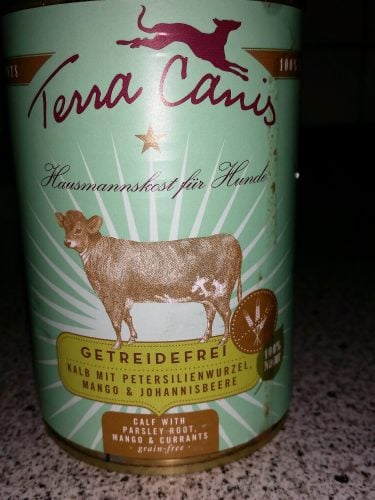 100%
Terra Canis
Hausmannskost für Hunde
GETREIDEFREI
KALB MIT PETERSILIENWURZEL,
MANGO & JOHANNISBEERE
CALF WITH
PARSLEY ROOT,
MANGO & CURRANTS
-grain-free-